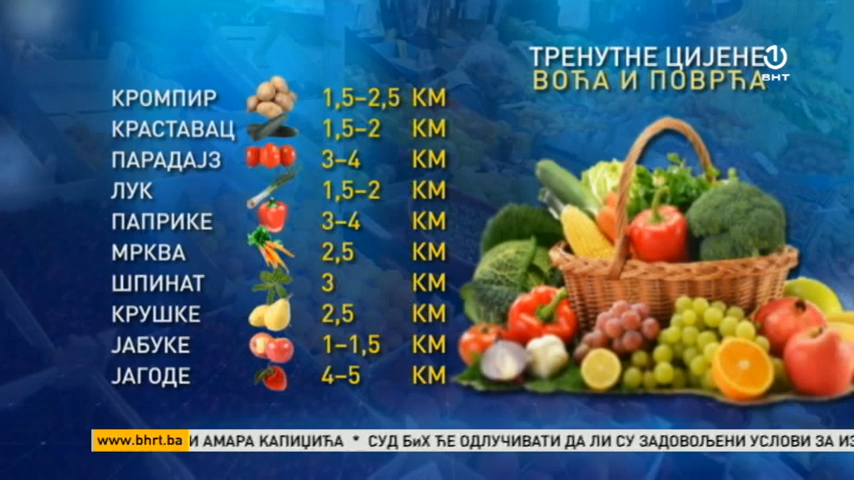 ТРЕНУТНЕ ЦИЈЕНЕ
ВОЋА И ПОВРЋА
1
БНТ
КРОМПИР 1,5–2,5 КМ
КРАСТАВАЦ 1,5–2 КМ
ПАРАДАЈЗ 3–4 КМ
ЛУК 1,5–2 КМ
ПАПРИКЕ 3–4 КМ
МРКВА 2,5 КМ
ШПИНАТ 3 КМ
КРУШКЕ 2,5 КМ
ЈАБУКЕ 1–1,5 КМ
ЈАГОДЕ 4–5 КМ
www.bhrt.ba И АМАРА КАПИЏИЋА * СУД БиХ ЋЕ ОДЛУЧИВАТИ ДА ЛИ СУ ЗАДОВОЉЕНИ УСЛОВИ ЗА ИЗ